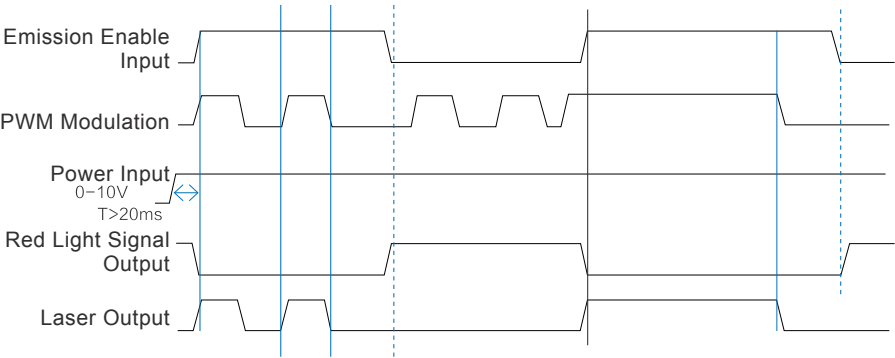 Emission Enable
Input
PWM Modulation
Power Input
0-10V
T>20ms
Red Light Signal
Output
Laser Output